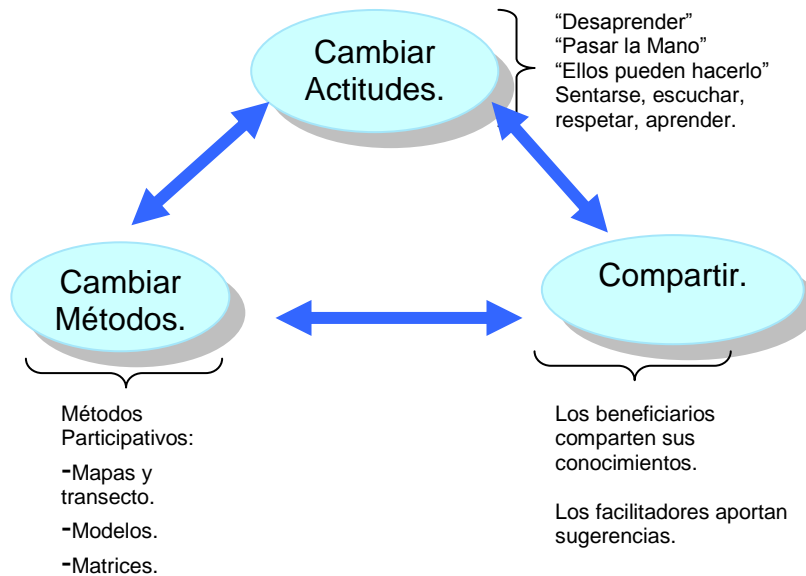 Cambiar
Actitudes.
“Desaprender”
“Pasar la Mano”
“Ellos pueden hacerlo”
Sentarse, escuchar,
respetar, aprender.
Cambiar
Métodos.
Compartir.
Métodos
Participativos:
-Mapas y
transecto.
-Modelos.
-Matrices.
Los beneficiarios
comparten sus
conocimientos.
Los facilitadores aportan
sugerencias.